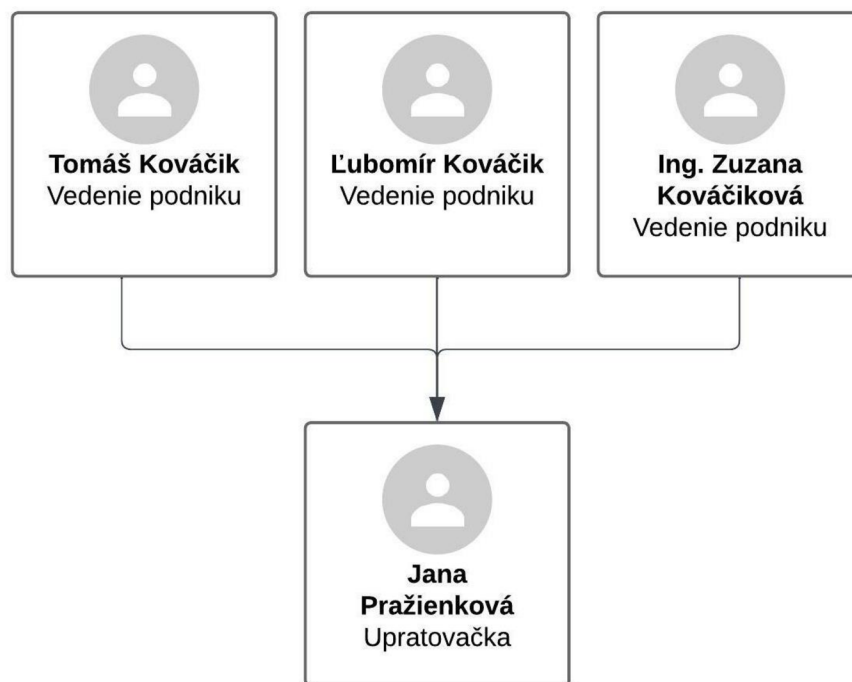 Tomáš Kováčik
Vedenie podniku
Ľubomír Kováčik
Vedenie podniku
Ing. Zuzana
Kováčiková
Vedenie podniku
Jana
Pražienková
Upratovačka